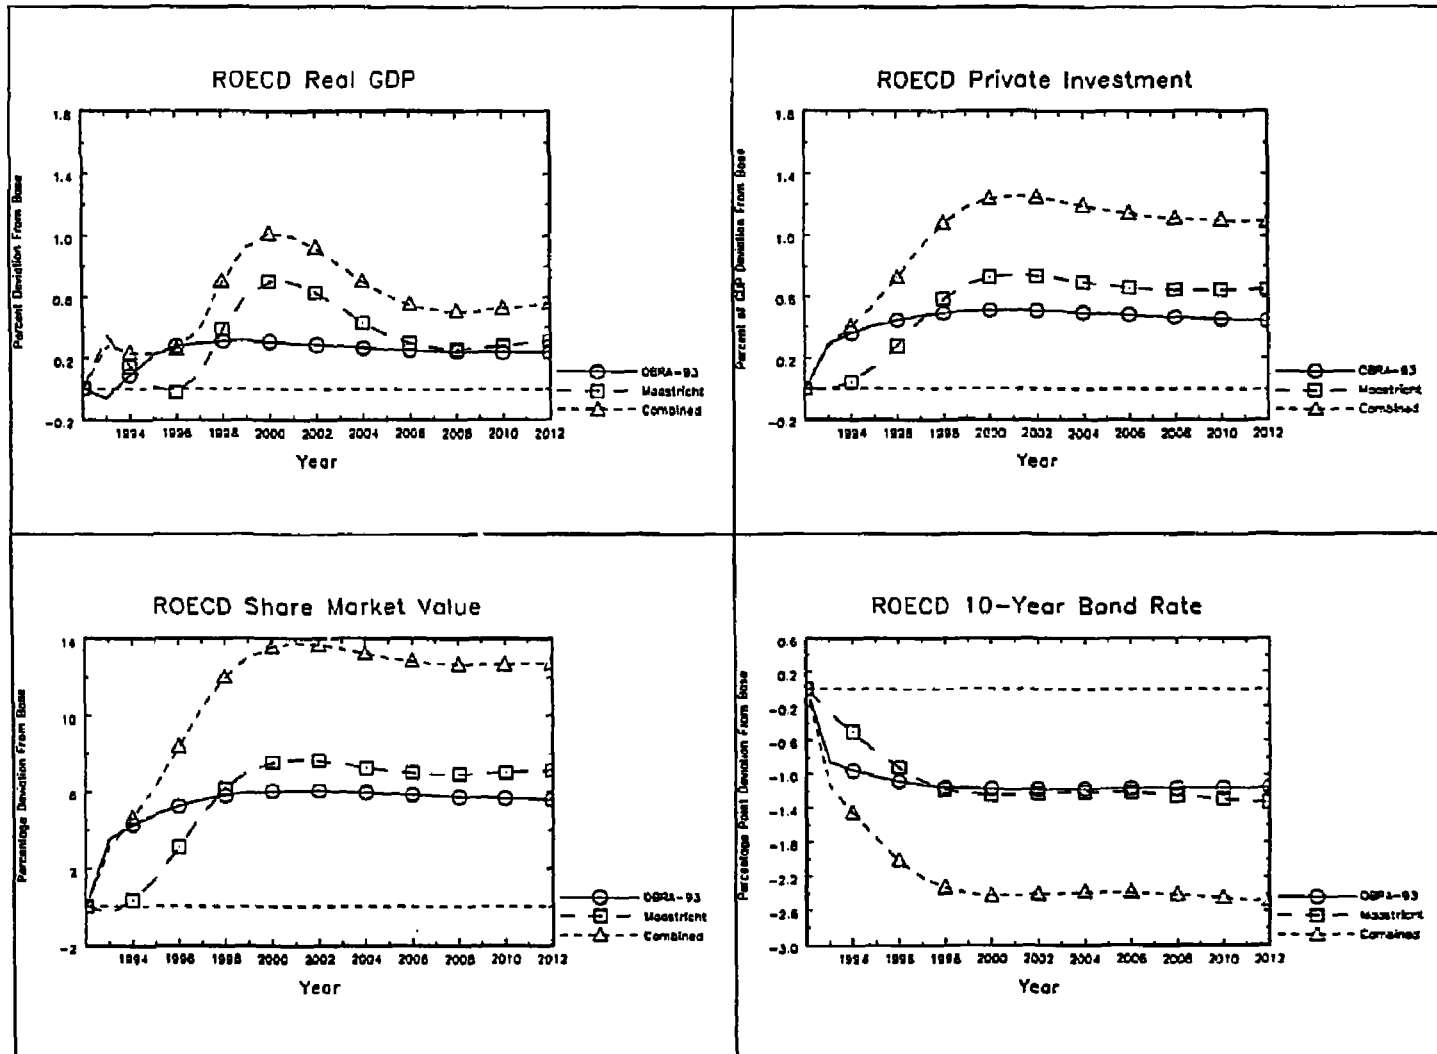 ROECD Real GDP
Percent Deviation From Base
1.8
1.4
1.0
0.6
0.2
-0.2
1994 1996 1998 2000 2002 2004 2006 2008 2010 2012
Year
OBRA-93
Maastricht
Combined
ROECD Private Investment
Percent of GDP Deviation From Base
1.8
1.4
1.0
0.6
0.2
-0.2
1994 1996 1998 2000 2002 2004 2006 2008 2010 2012
Year
OBRA-93
Maastricht
Combined
ROECD Share Market Value
Percentage Deviation From Base
14
10
6
2
-2
1994 1996 1998 2000 2002 2004 2006 2008 2010 2012
Year
OBRA-93
Maastricht
Combined
ROECD 10-Year Bond Rate
Percentage Point Deviation From Base
0.6
0.2
-0.2
-0.6
-1.0
-1.4
-1.8
-2.2
-2.6
-3.0
1994 1996 1998 2000 2002 2004 2006 2008 2010 2012
Year
OBRA-93
Maastricht
Combined